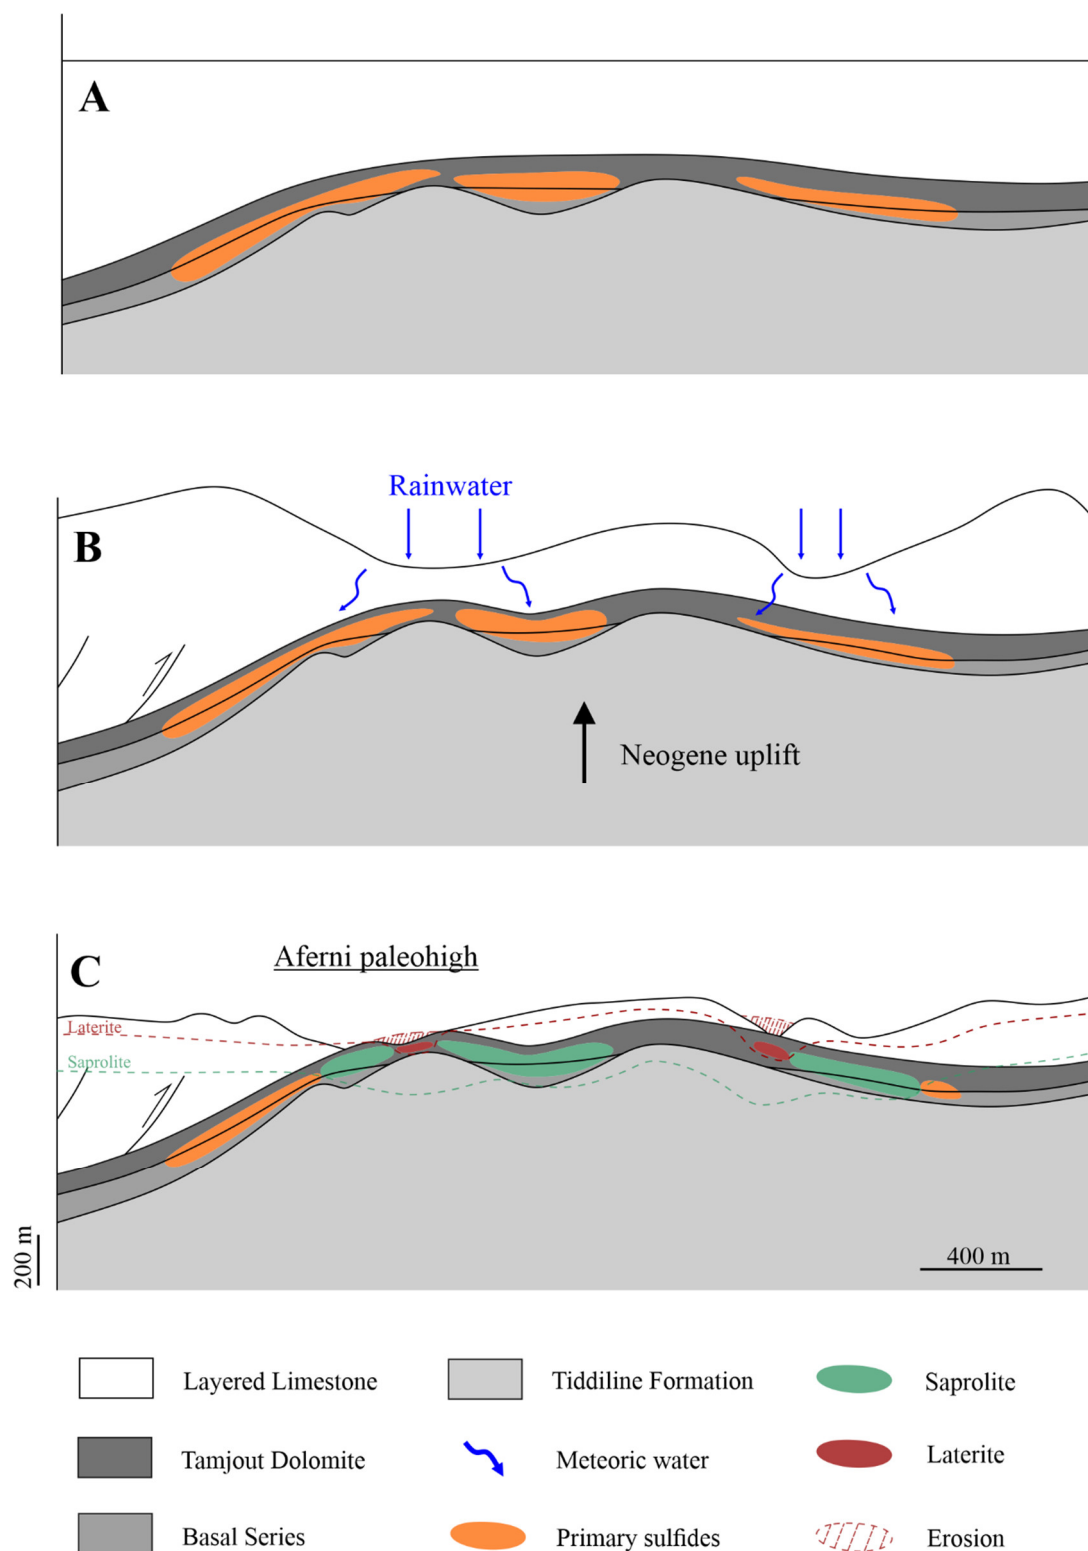 A
Rainwater
B
Neogene uplift
Aferni paleohigh
C
Laterite
Saprolite
200 m
400 m
Layered Limestone
Tiddiline Formation
Saprolite
Tamjout Dolomite
Meteoric water
Laterite
Basal Series
Primary sulfides
Erosion